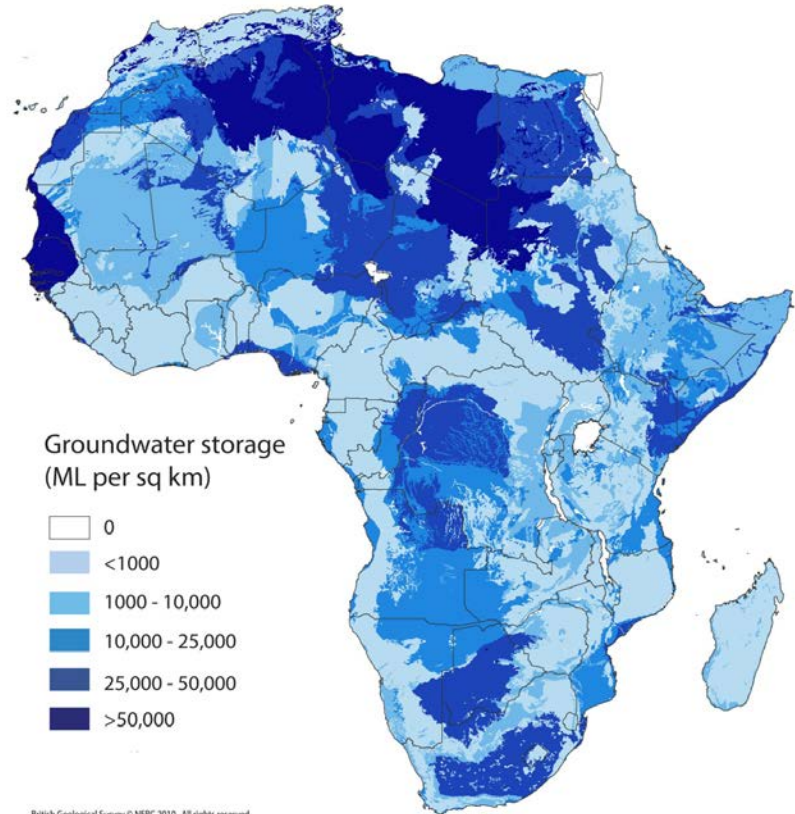 Groundwater storage
(ML per sq km)
0
<1000
1000 - 10,000
10,000 - 25,000
25,000 - 50,000
>50,000
British Geological Survey © NERC 2010. All rights reserved